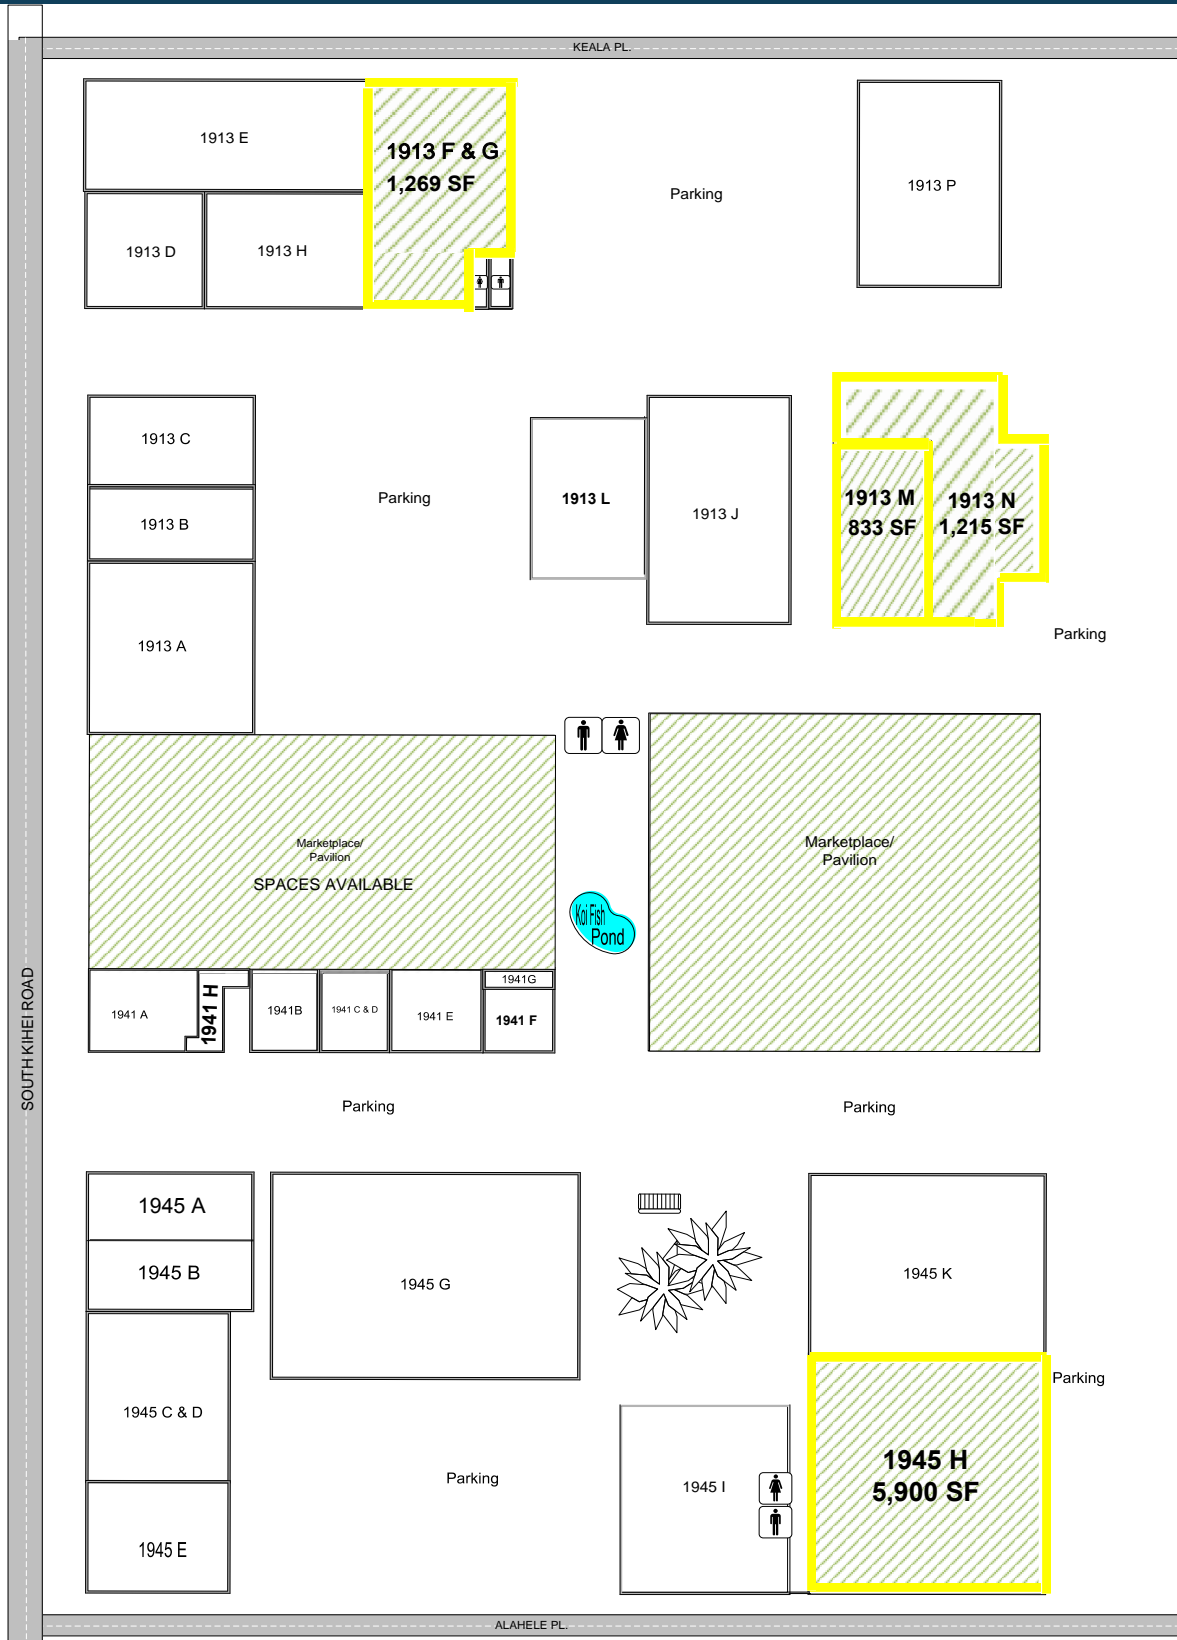 KEALA PL.
1913 E
1913 F & G
1,269 SF
1913 P
Parking
1913 D
1913 H
1913 C
1913 B
1913 A
Parking
1913 L
1913 J
1913 M
833 SF
1913 N
1,215 SF
Parking
Marketplace/
Pavilion
SPACES AVAILABLE
Marketplace/
Pavilion
Koi Fish
Pond
SOUTH KIHEI ROAD
1941 A
1941 H
1941B
1941 C & D
1941 E
1941G
1941 F
Parking
Parking
1945 A
1945 B
1945 G
1945 K
1945 C & D
Parking
1945 E
Parking
1945 I
1945 H
5,900 SF
ALAHELE PL.